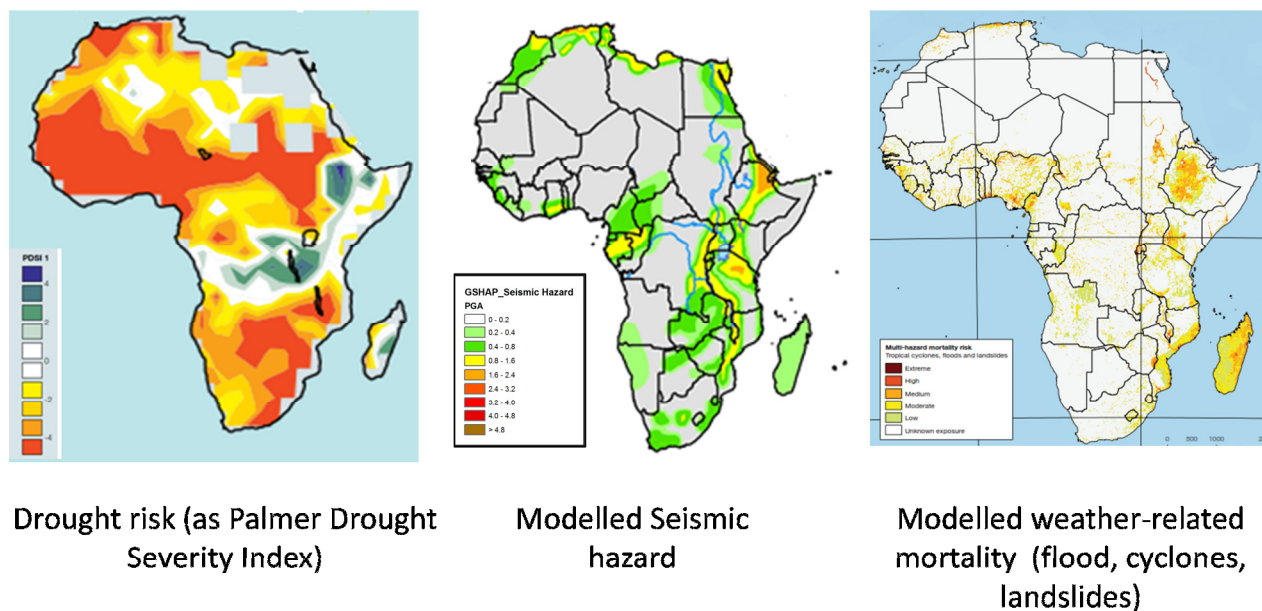 PDSI 1
4
2
0
-2
-4
GSHAP_Seismic Hazard
PGA
0 - 0.2
0.2 - 0.4
0.4 - 0.8
0.8 - 1.6
1.6 - 2.4
2.4 - 3.2
3.2 - 4.0
4.0 - 4.8
> 4.8
Multi-hazard mortality risk
Tropical cyclones, floods and landslides
Extreme
High
Medium
Moderate
Low
Unknown exposure
0 500 1000
Drought risk (as Palmer Drought
Severity Index)
Modelled Seismic
hazard
Modelled weather-related
mortality (flood, cyclones,
landslides)